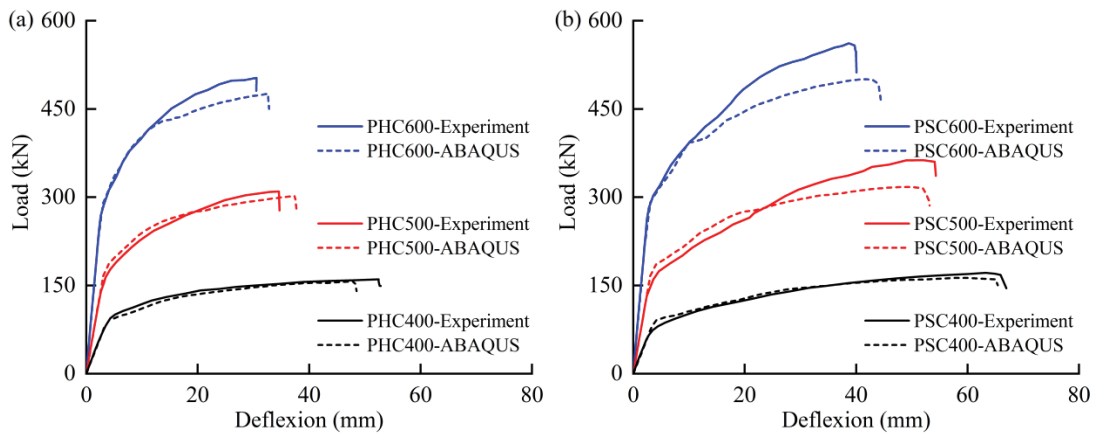 (a)
600
450
300
150
0
Load (kN)
PHC600-Experiment
PHC600-ABAQUS
PHC500-Experiment
PHC500-ABAQUS
PHC400-Experiment
PHC400-ABAQUS
0 20 40 60 80
Deflexion (mm)
(b)
600
450
300
150
0
Load (kN)
PSC600-Experiment
PSC600-ABAQUS
PSC500-Experiment
PSC500-ABAQUS
PSC400-Experiment
PSC400-ABAQUS
0 20 40 60 80
Deflexion (mm)